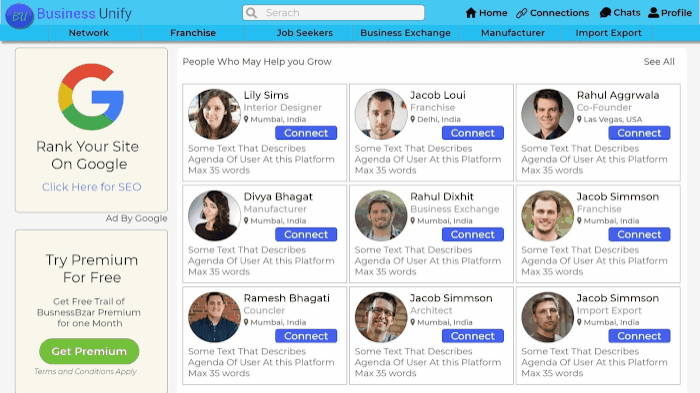 BU Business Unify
Serach
Home
Connections
Chats
Profile
Network
Franchise
Job Seekers
Business Exchange
Manufacturer
Import Export
Rank Your Site
On Google
Click Here for SEO
Ad By Google
Try Premium
For Free
Get Free Trail of
BusnessBzar Premium
for one Month
Get Premium
Terms and Conditions Apply
People Who May Help you Grow
See All
Lily Sims
Interior Designer
Mumbai, India
Connect
Some Text That Describes
Agenda Of User At this Platform
Max 35 words
Jacob Loui
Franchise
Delhi, India
Connect
Some Text That Describes
Agenda Of User At this Platform
Max 35 words
Rahul Aggrwala
Co-Founder
Las Vegas, USA
Connect
Some Text That Describes
Agenda Of User At this Platform
Max 35 words
Divya Bhagat
Manufacturer
Mumbai, India
Connect
Some Text That Describes
Agenda Of User At this Platform
Max 35 words
Rahul Dixhit
Business Exchange
Mumbai, India
Connect
Some Text That Describes
Agenda Of User At this Platform
Max 35 words
Jacob Simmson
Franchise
Mumbai, India
Connect
Some Text That Describes
Agenda Of User At this Platform
Max 35 words
Ramesh Bhagati
Councler
Mumbai, India
Connect
Some Text That Describes
Agenda Of User At this Platform
Max 35 words
Jacob Simmson
Architect
Mumbai, India
Connect
Some Text That Describes
Agenda Of User At this Platform
Max 35 words
Jacob Simmson
Import Export
Mumbai, India
Connect
Some Text That Describes
Agenda Of User At this Platform
Max 35 words